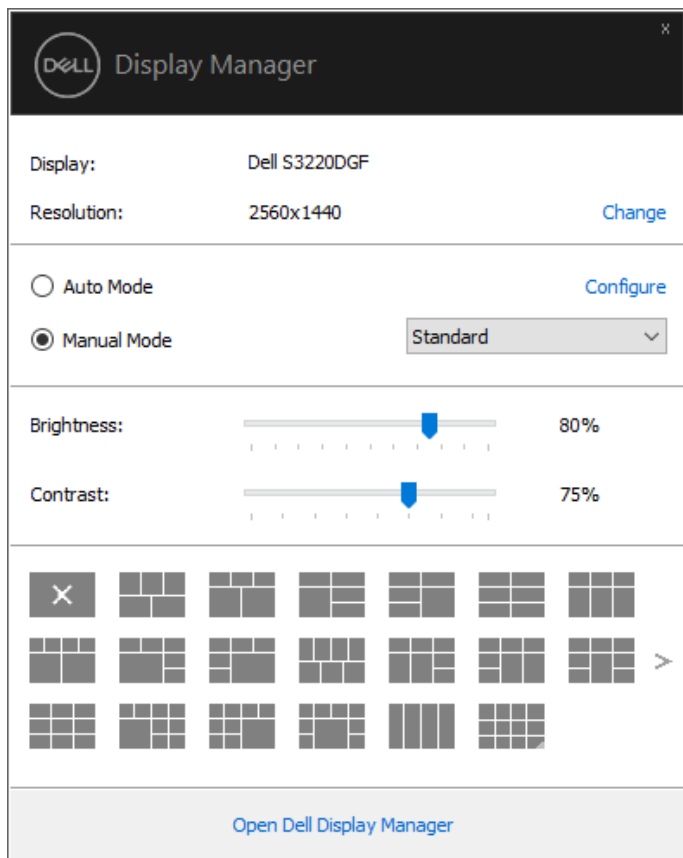 x
DELL Display Manager
Display: Dell S3220DGF
Resolution: 2560x1440 Change
Auto Mode Configure
Manual Mode Standard
Brightness: 80%
Contrast: 75%
>
Open Dell Display Manager